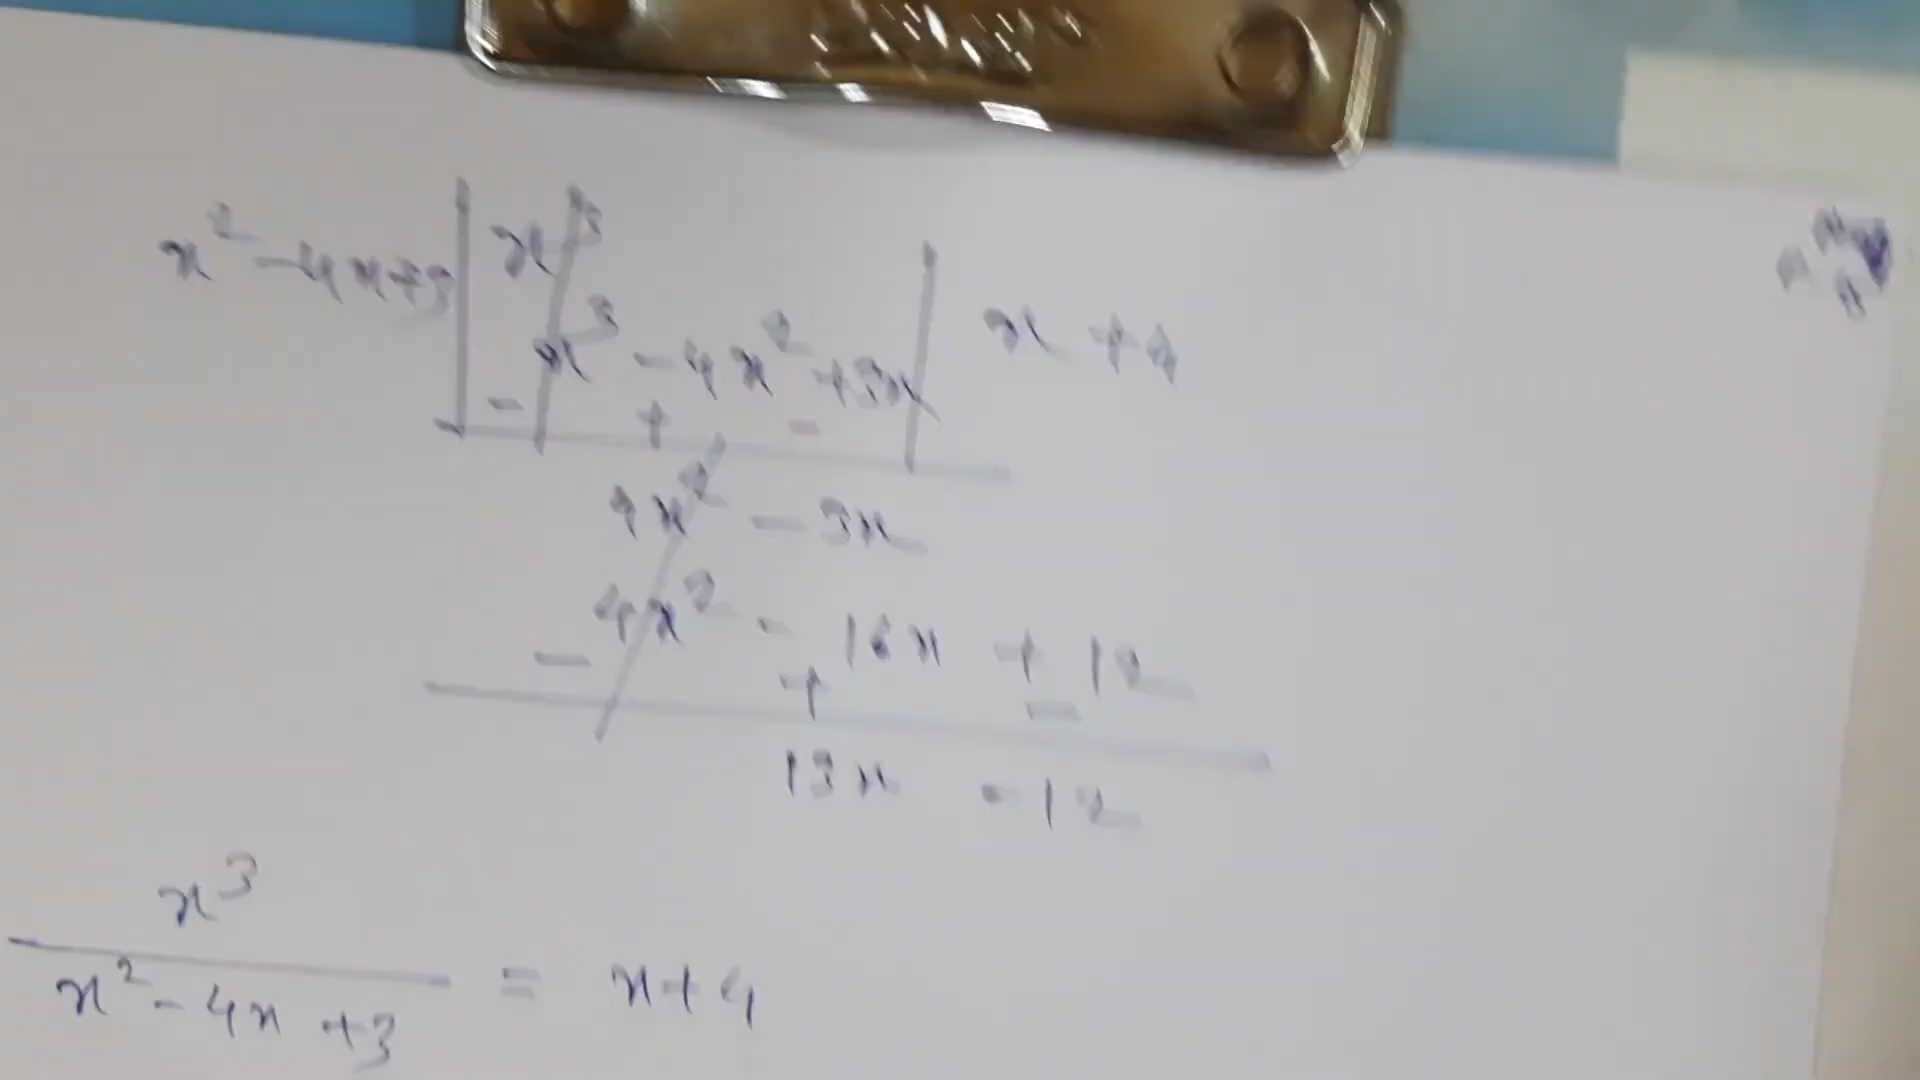 x² - 4x + 3 | x³ | x + 4
x³ - 4x² + 3x
- + -
4x² - 3x
4x² - 16x + 12
- + -
13x - 12
x³
x² - 4x + 3 = x + 4